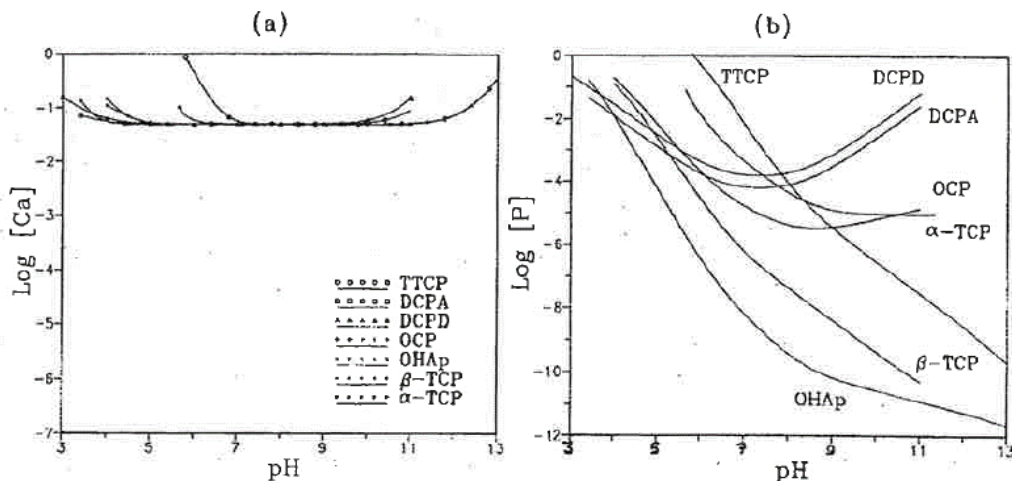 (a)
0
-1
-2
-3
-4
-5
-6
-7
Log [Ca]
3 5 7 9 11 13
pH
TTCP
DCPA
DCPD
OCP
OHAp
β-TCP
α-TCP
(b)
0
-2
-4
-6
-8
-10
-12
Log [P]
3 5 7 9 11 13
pH
TTCP
DCPD
DCPA
OCP
α-TCP
β-TCP
OHAp